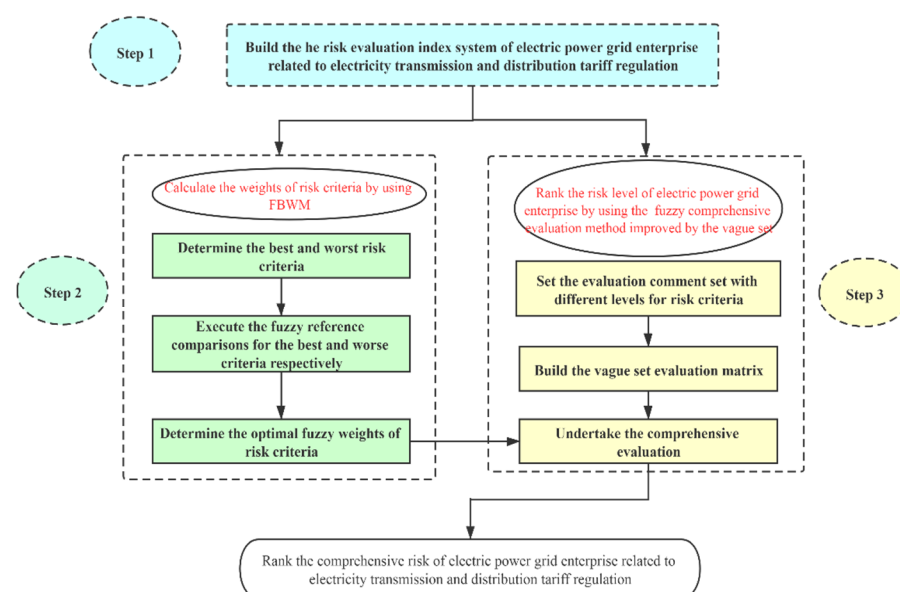 Step 1
Build the he risk evaluation index system of electric power grid enterprise
related to electricity transmission and distribution tariff regulation
Calculate the weights of risk criteria by using
FBWM
Determine the best and worst risk
criteria
Step 2
Execute the fuzzy reference
comparisons for the best and worse
criteria respectively
Determine the optimal fuzzy weights of
risk criteria
Rank the risk level of electric power grid
enterprise by using the fuzzy comprehensive
evaluation method improved by the vague set
Set the evaluation comment set with
different levels for risk criteria
Step 3
Build the vague set evaluation matrix
Undertake the comprehensive
evaluation
Rank the comprehensive risk of electric power grid enterprise related to
electricity transmission and distribution tariff regulation